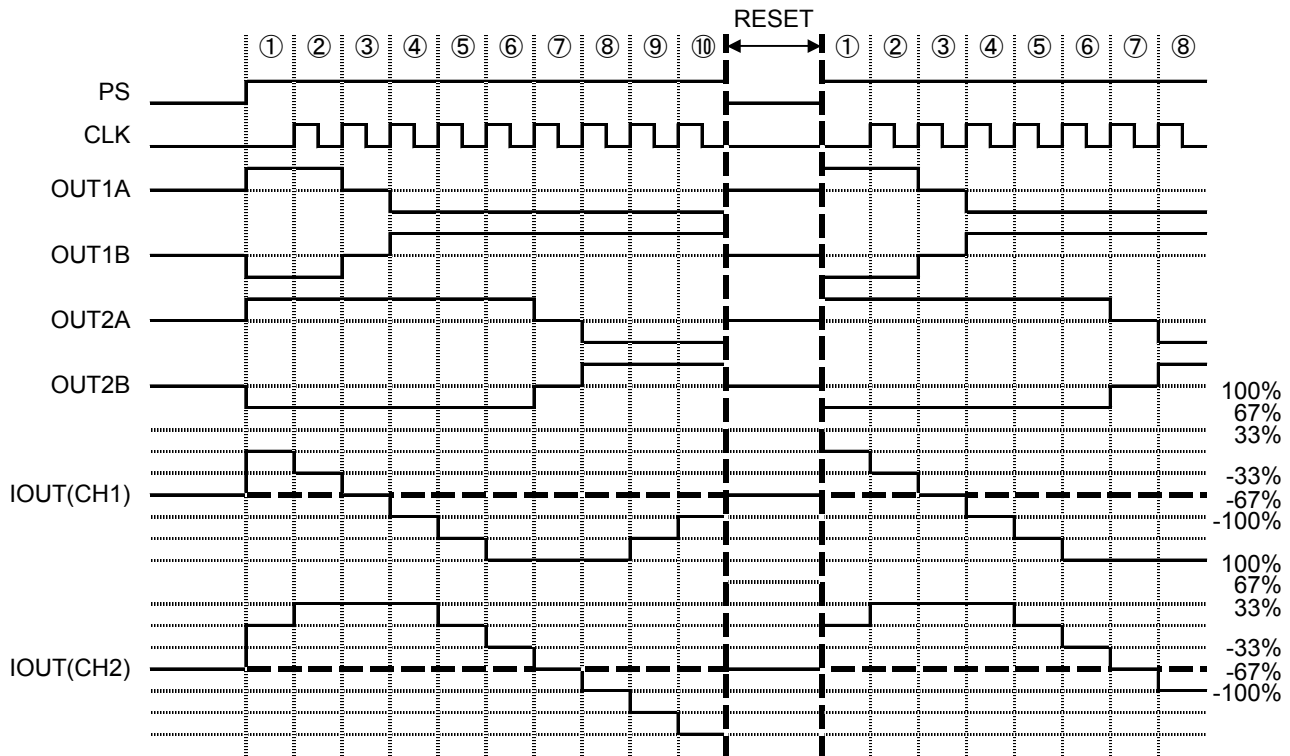 RESET
① ② ③ ④ ⑤ ⑥ ⑦ ⑧ ⑨ ⑩ ① ② ③ ④ ⑤ ⑥ ⑦ ⑧
PS
CLK
OUT1A
OUT1B
OUT2A
OUT2B
100%
67%
33%
-33%
IOUT(CH1)
-67%
-100%
100%
67%
33%
-33%
IOUT(CH2)
-67%
-100%